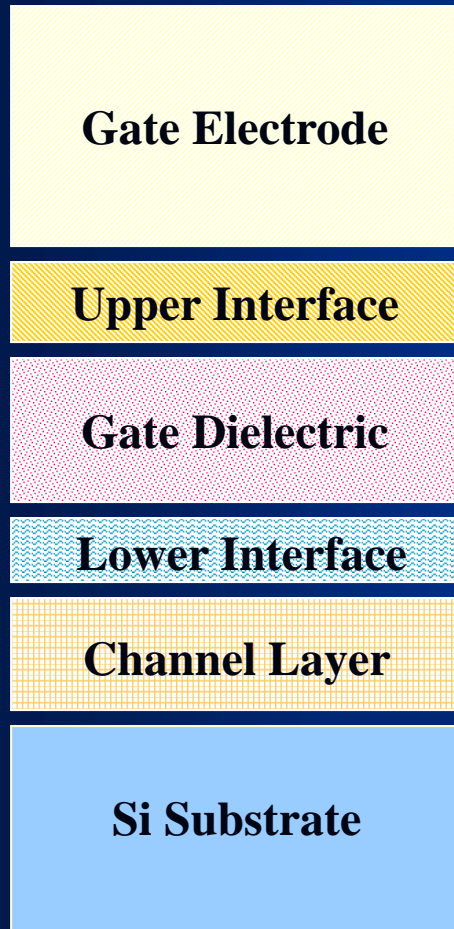 Gate Electrode
Upper Interface
Gate Dielectric
Lower Interface
Channel Layer
Si Substrate